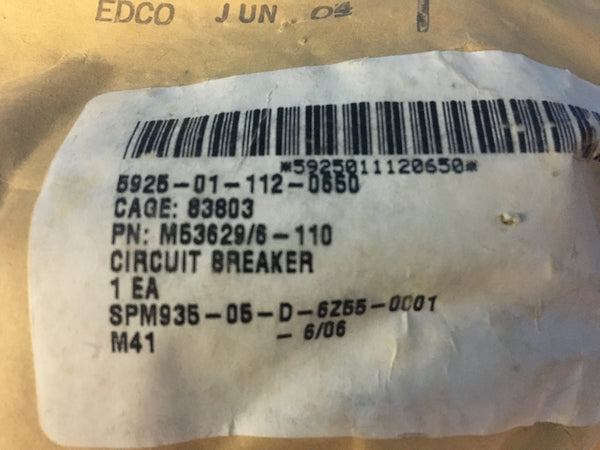 EDCO JUN 04
*5925011120650*
5925-01-112-0650
CAGE: 83803
PN: M53629/6-110
CIRCUIT BREAKER
1 EA
SPM935-05-D-6Z55-0001
M41 - 6/06